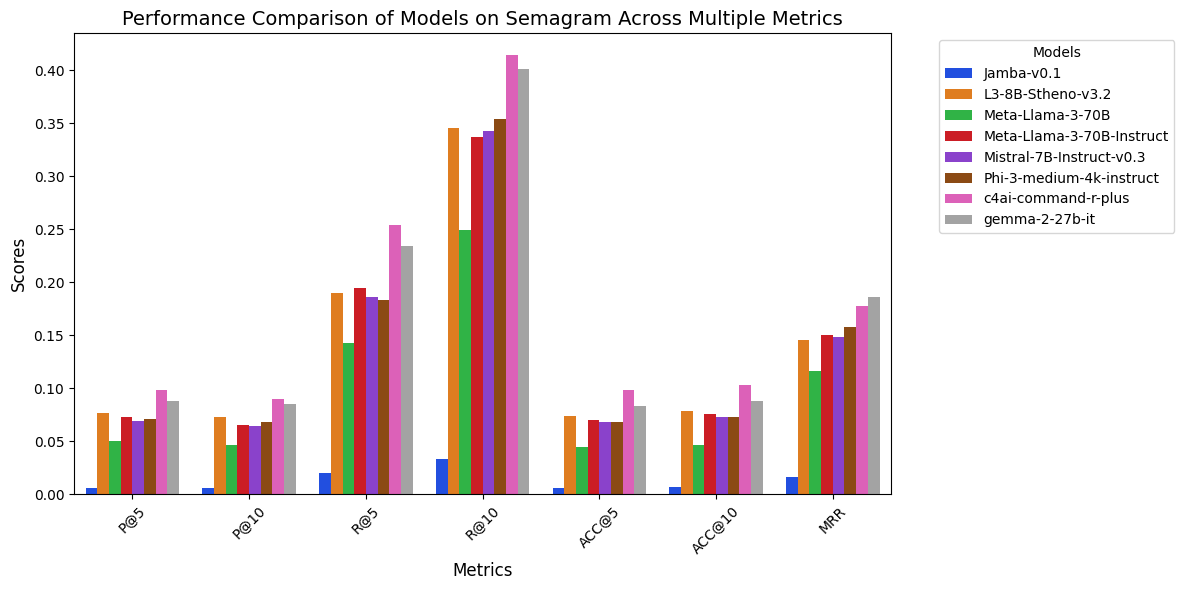 Performance Comparison of Models on Semagram Across Multiple Metrics
Scores
0.40
0.35
0.30
0.25
0.20
0.15
0.10
0.05
0.00
P@5
P@10
R@5
R@10
ACC@5
ACC@10
MRR
Metrics
Models
Jamba-v0.1
L3-8B-Stheno-v3.2
Meta-Llama-3-70B
Meta-Llama-3-70B-Instruct
Mistral-7B-Instruct-v0.3
Phi-3-medium-4k-instruct
c4ai-command-r-plus
gemma-2-27b-it